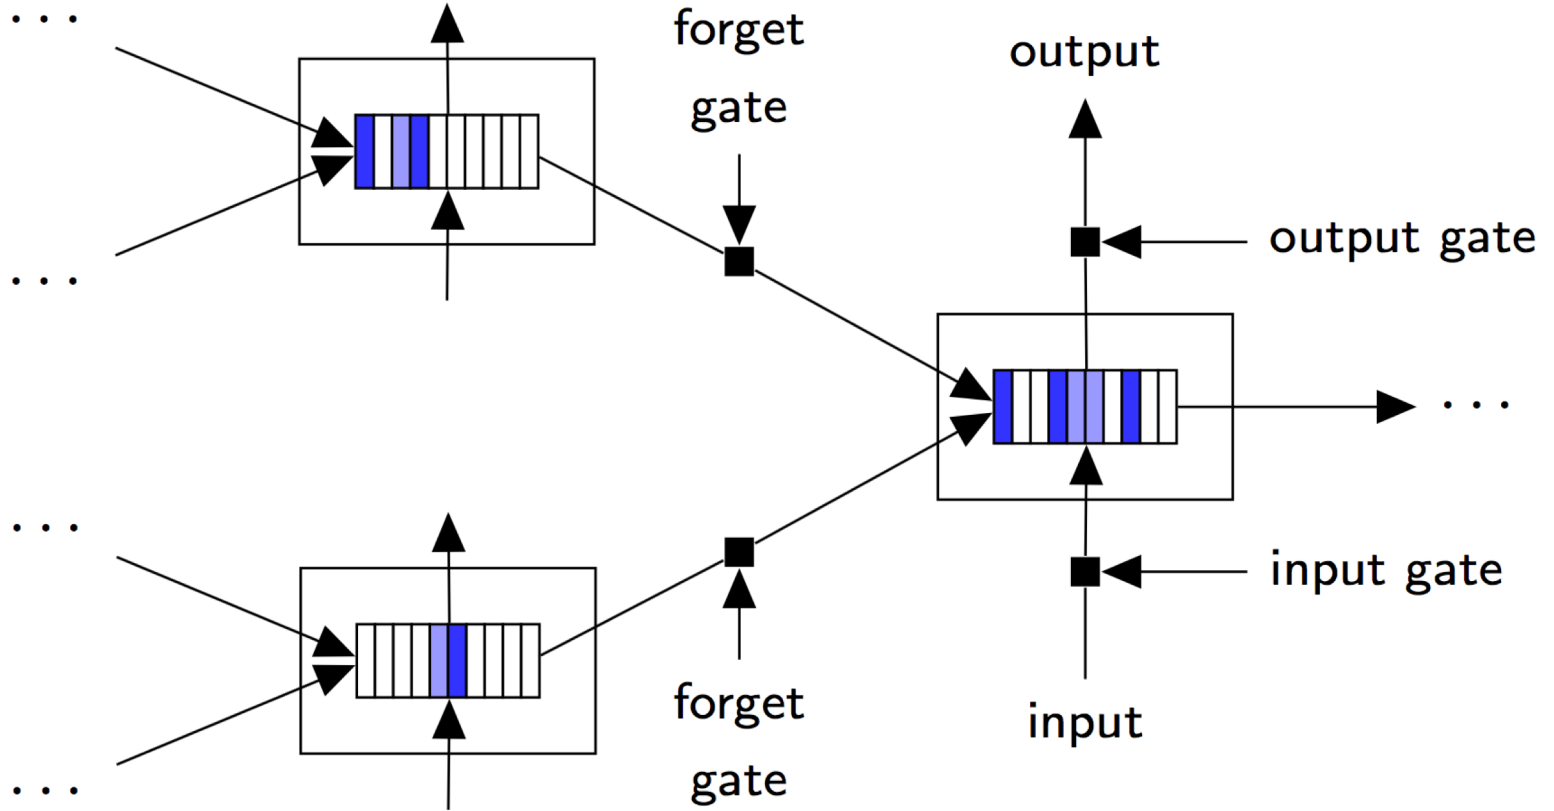 . . .
forget
gate
output
output gate
. . .
. . .
. . .
input gate
forget
gate
input
. . .